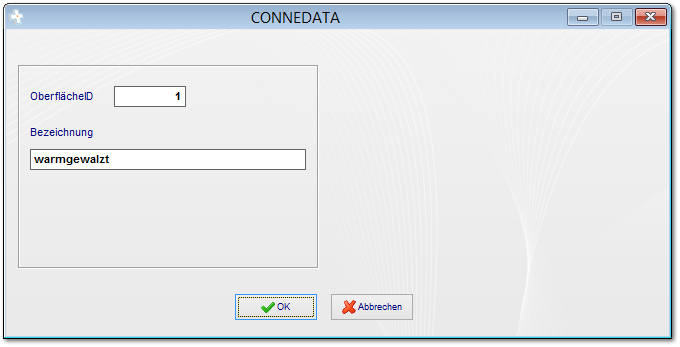 CONNEDATA
OberflächeID 1
Bezeichnung
warmgewalzt
OK Abbrechen